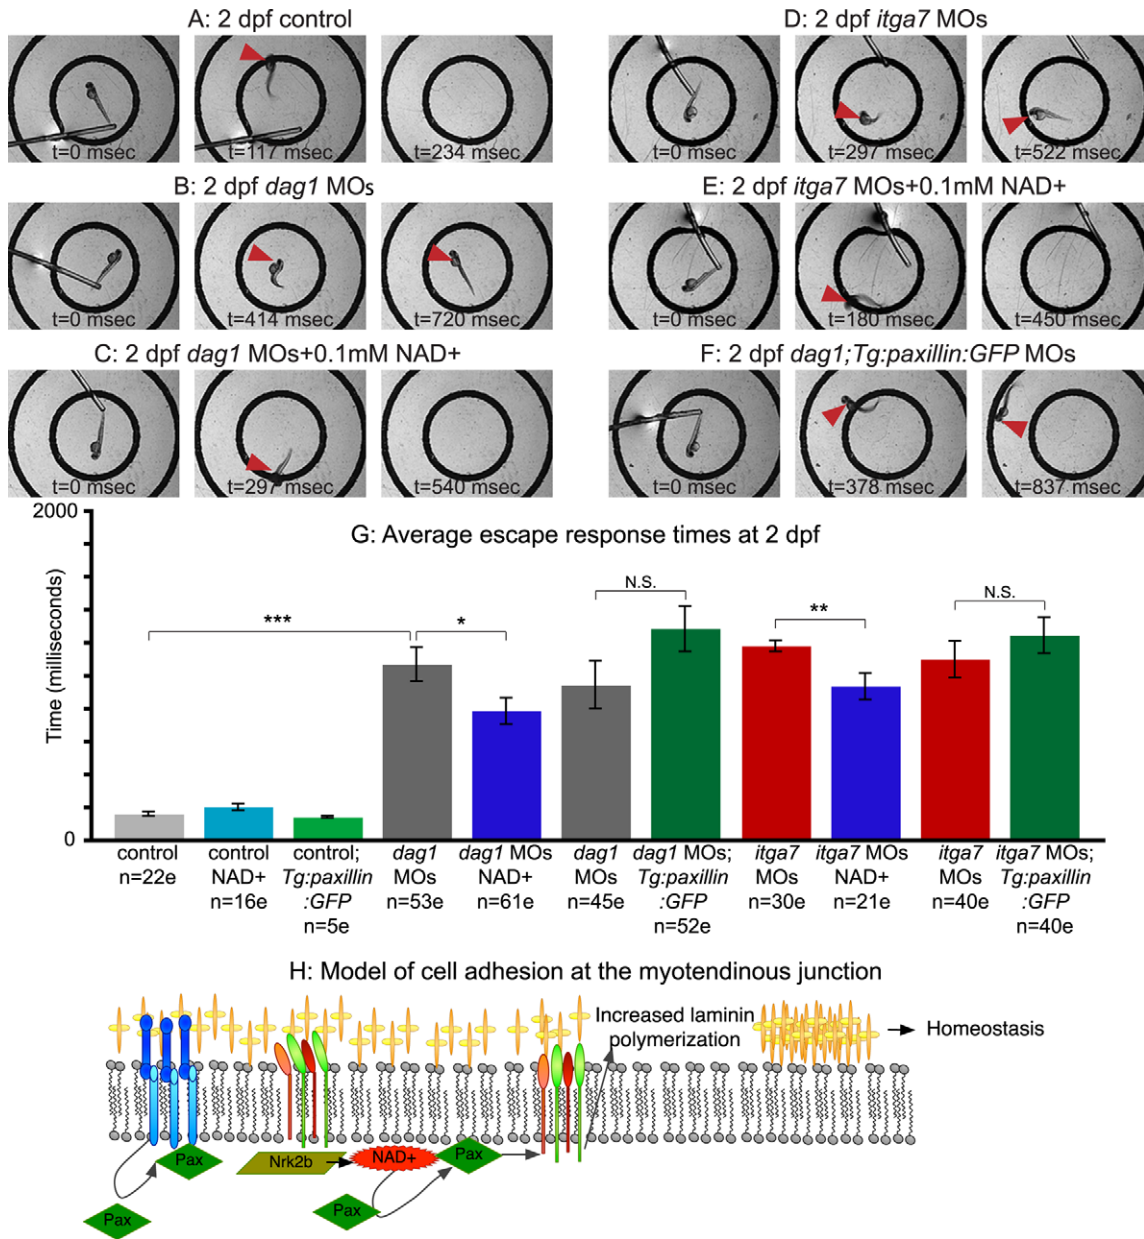 A: 2 dpf control
t=0 msec
t=117 msec
t=234 msec
B: 2 dpf dag1 MOs
t=0 msec
t=414 msec
t=720 msec
C: 2 dpf dag1 MOs+0.1mM NAD+
t=0 msec
t=297 msec
t=540 msec
D: 2 dpf itga7 MOs
t=0 msec
t=297 msec
t=522 msec
E: 2 dpf itga7 MOs+0.1mM NAD+
t=0 msec
t=180 msec
t=450 msec
F: 2 dpf dag1;Tg:paxillin:GFP MOs
t=0 msec
t=378 msec
t=837 msec
G: Average escape response times at 2 dpf
2000
0
Time (milliseconds)
***
*
N.S.
**
N.S.
control
n=22e
control
NAD+
n=16e
control;
Tg:paxillin
:GFP
n=5e
dag1
MOs
n=53e
dag1 MOs
NAD+
n=61e
dag1
MOs
n=45e
dag1 MOs;
Tg:paxillin
:GFP
n=52e
itga7
MOs
n=30e
itga7 MOs
NAD+
n=21e
itga7
MOs
n=40e
itga7 MOs;
Tg:paxillin
:GFP
n=40e
H: Model of cell adhesion at the myotendinous junction
Increased laminin
polymerization
Homeostasis
Pax
Nrk2b
NAD+
Pax
Pax
Pax